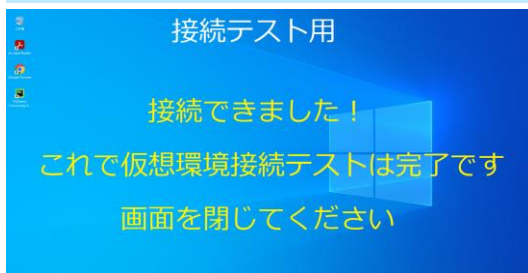 接続テスト用
接続できました！
これで仮想環境接続テストは完了です
画面を閉じてください